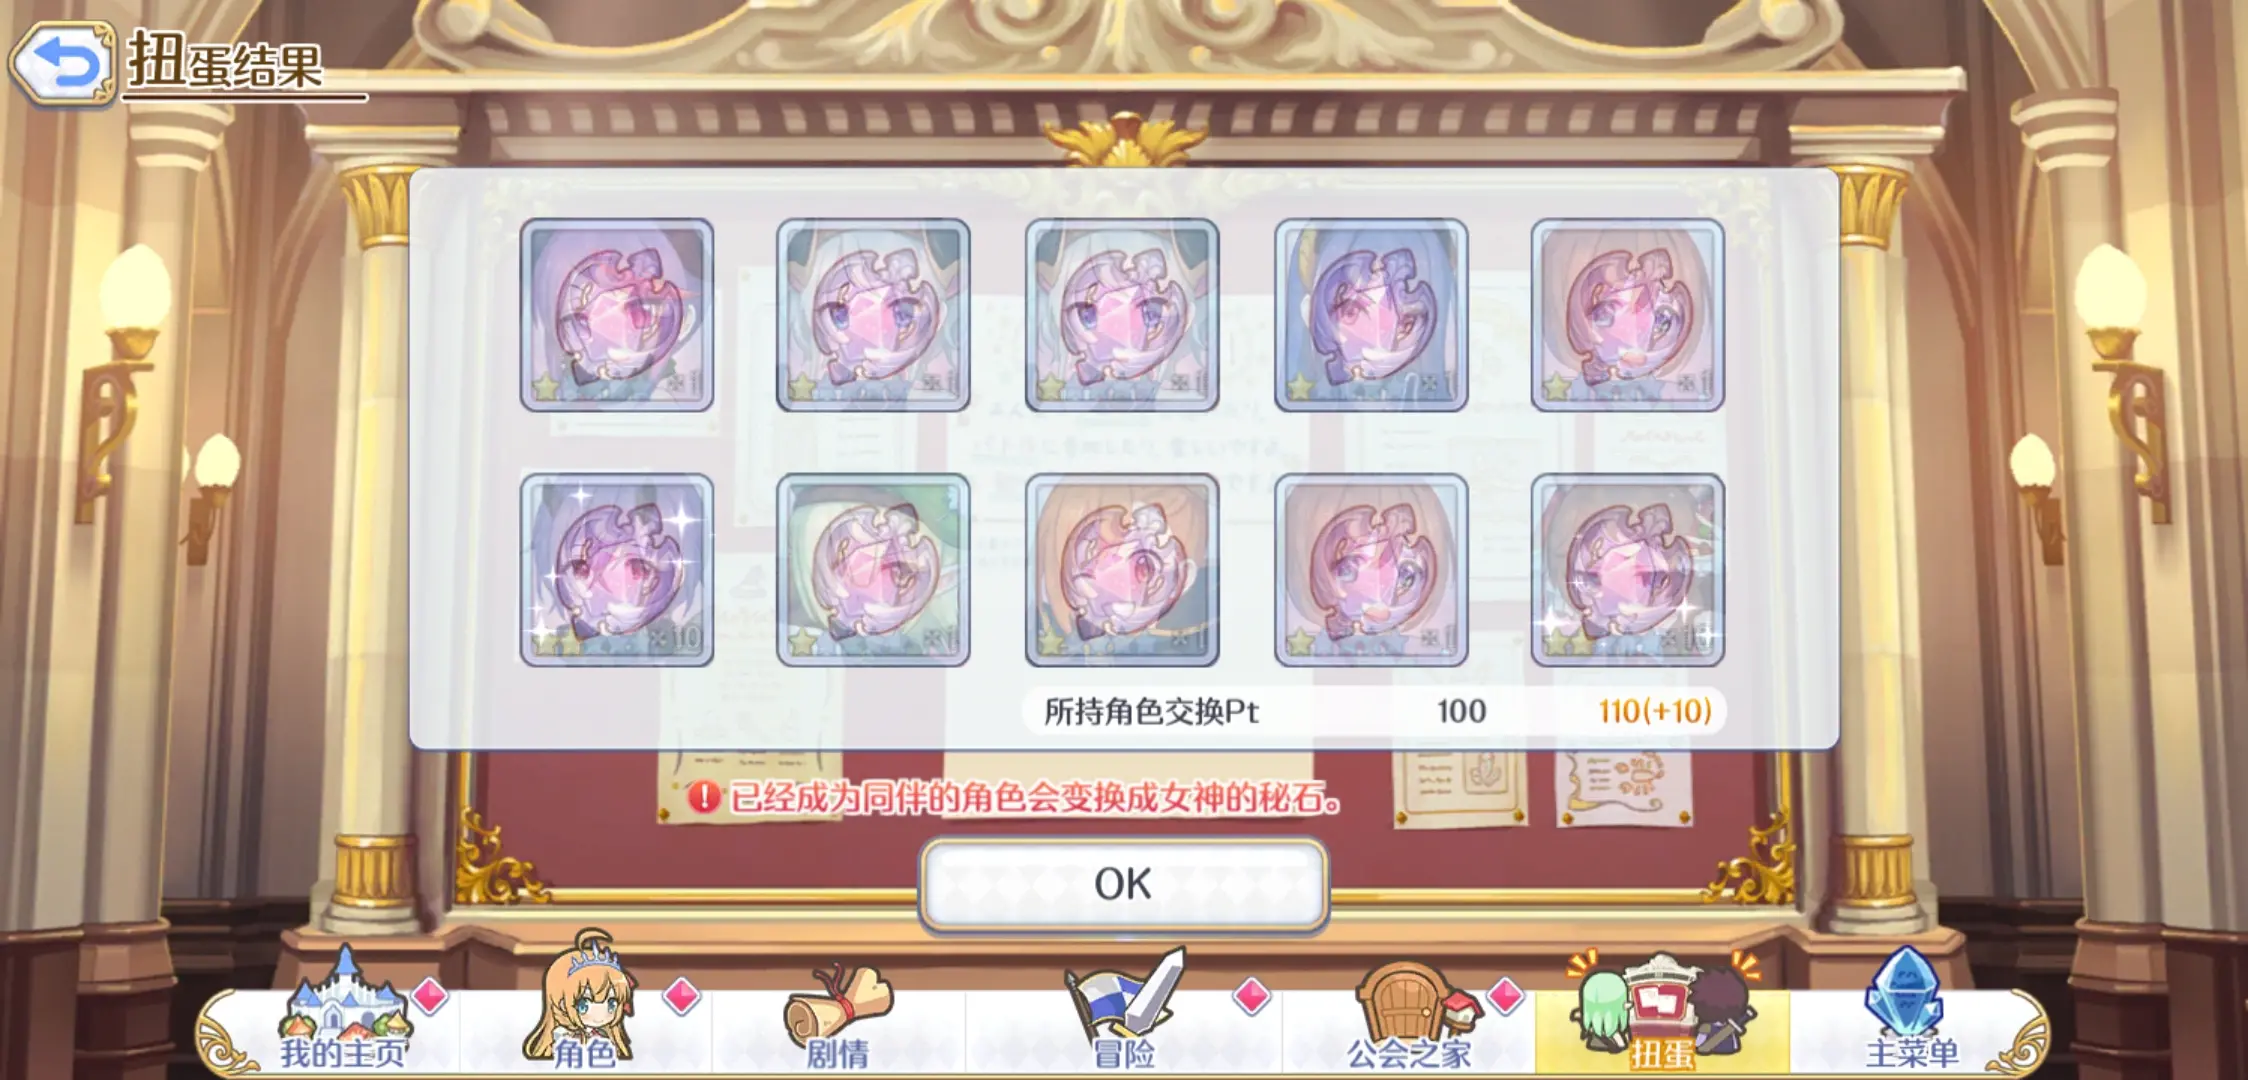 扭蛋结果
10
所持角色交换Pt 100 110(+10)
已经成为同伴的角色会变换成女神的秘石。
OK
我的主页 角色 剧情 冒险 公会之家 扭蛋 主菜单